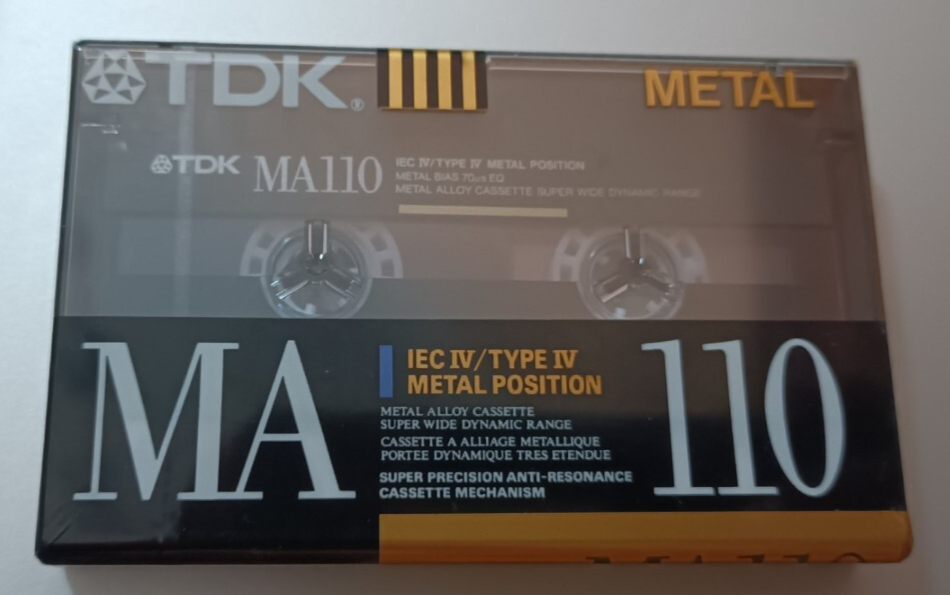 TDK®
METAL
TDK MA110
IEC IV/TYPE IV METAL POSITION
METAL BIAS 70μs EQ
METAL ALLOY CASSETTE SUPER WIDE DYNAMIC RANGE
MA
IEC IV/TYPE IV
METAL POSITION
METAL ALLOY CASSETTE
SUPER WIDE DYNAMIC RANGE
CASSETTE A ALLIAGE METALLIQUE
PORTEE DYNAMIQUE TRES ETENDUE
SUPER PRECISION ANTI-RESONANCE
CASSETTE MECHANISM
110
MA110